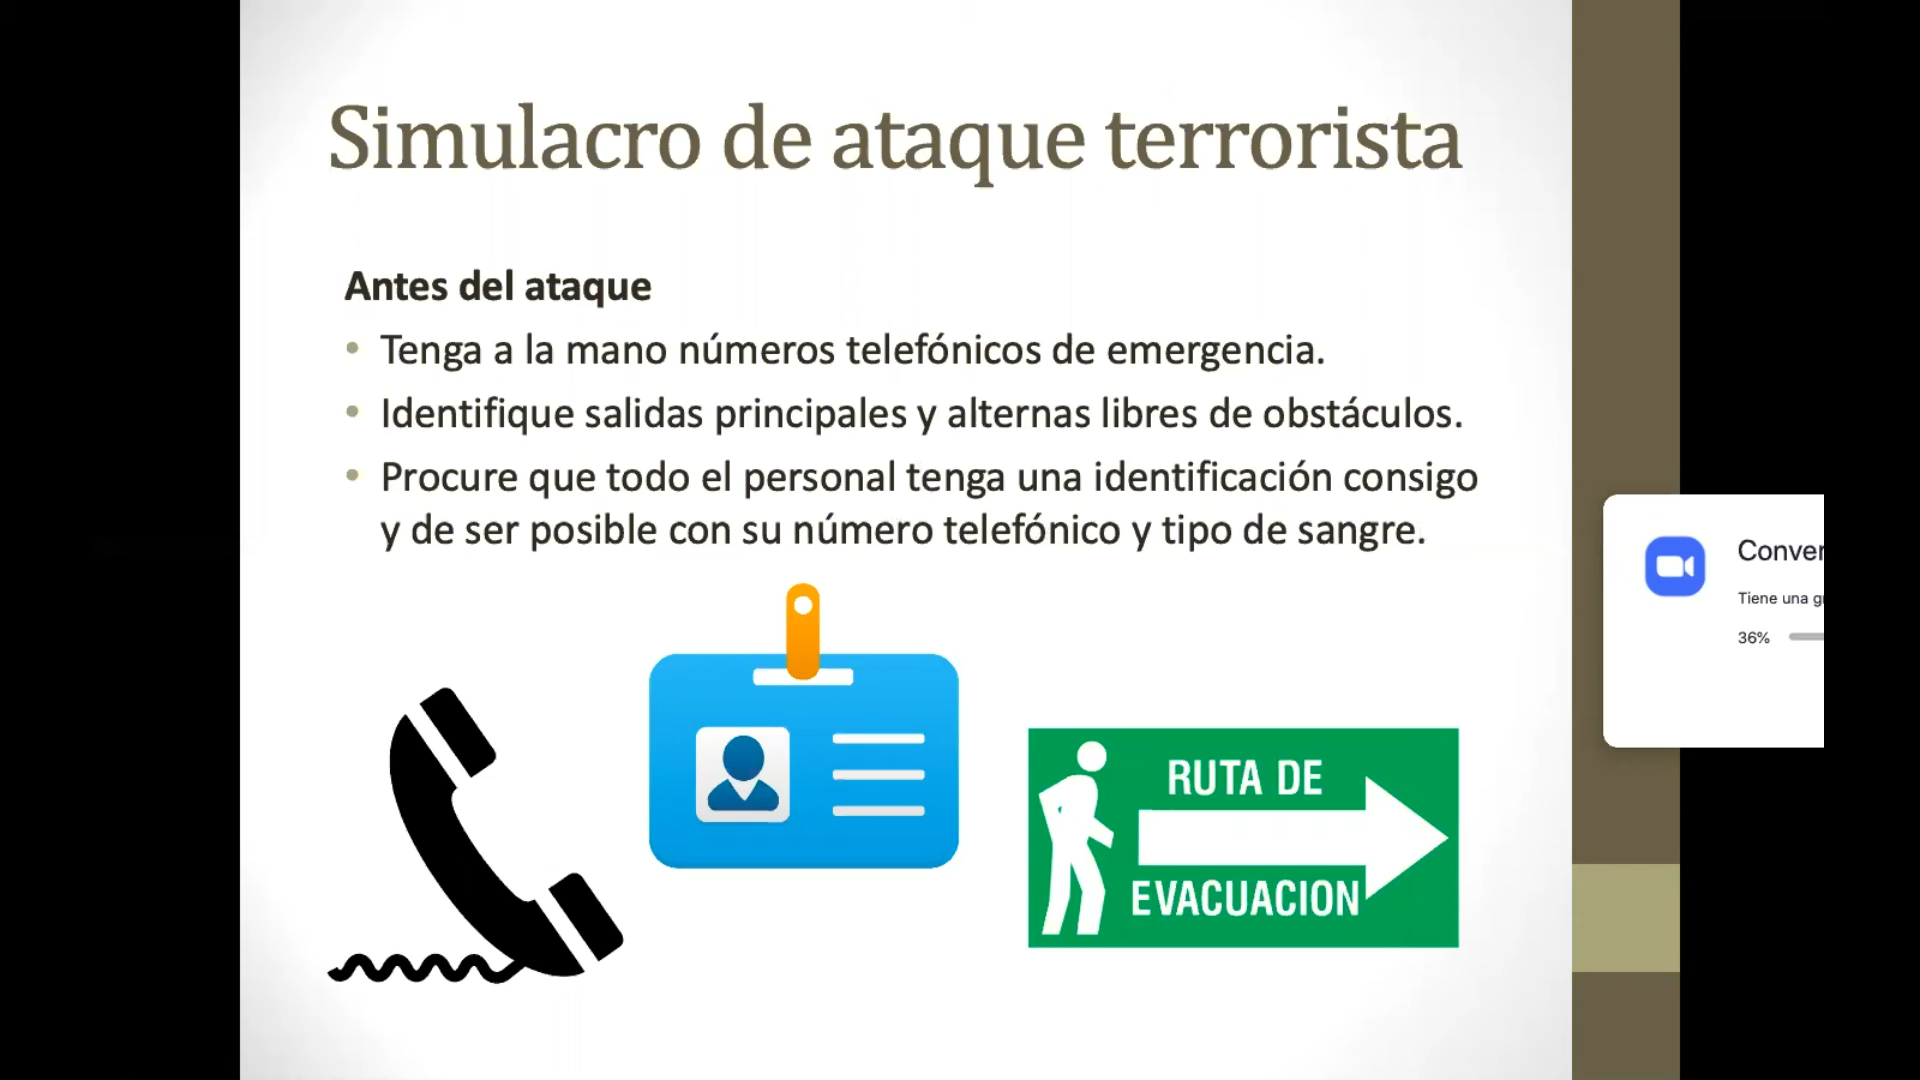 Simulacro de ataque terrorista
Antes del ataque
• Tenga a la mano números telefónicos de emergencia.
• Identifique salidas principales y alternas libres de obstáculos.
• Procure que todo el personal tenga una identificación consigo
y de ser posible con su número telefónico y tipo de sangre.
RUTA DE
EVACUACION
Tiene una
36%